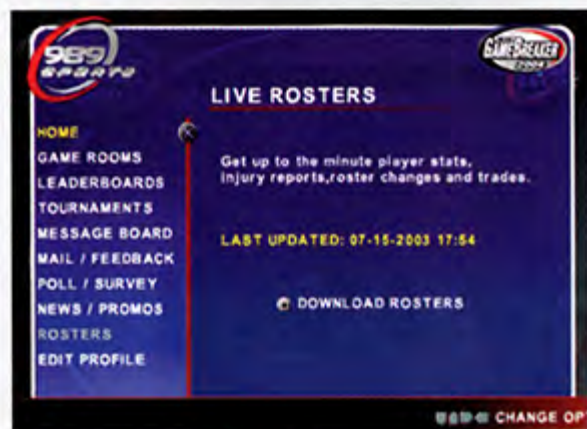 989
SPORTS
GAMEBREAKER
2004
LIVE ROSTERS
HOME
GAME ROOMS
LEADERBOARDS
TOURNAMENTS
MESSAGE BOARD
MAIL / FEEDBACK
POLL / SURVEY
NEWS / PROMOS
ROSTERS
EDIT PROFILE
Get up to the minute player stats,
injury reports,roster changes and trades.
LAST UPDATED: 07-15-2003 17:54
DOWNLOAD ROSTERS
CHANGE OP